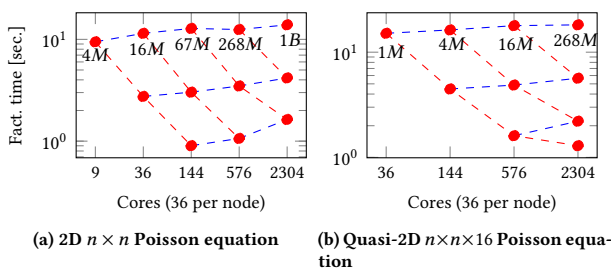 Fact. time [sec.]
10^1
10^0
4M
16M
67M
268M
1B
9
36
144
576
2304
Cores (36 per node)
(a) 2D n × n Poisson equation
10^1
10^0
1M
4M
16M
268M
36
144
576
2304
Cores (36 per node)
(b) Quasi-2D n×n×16 Poisson equa-
tion